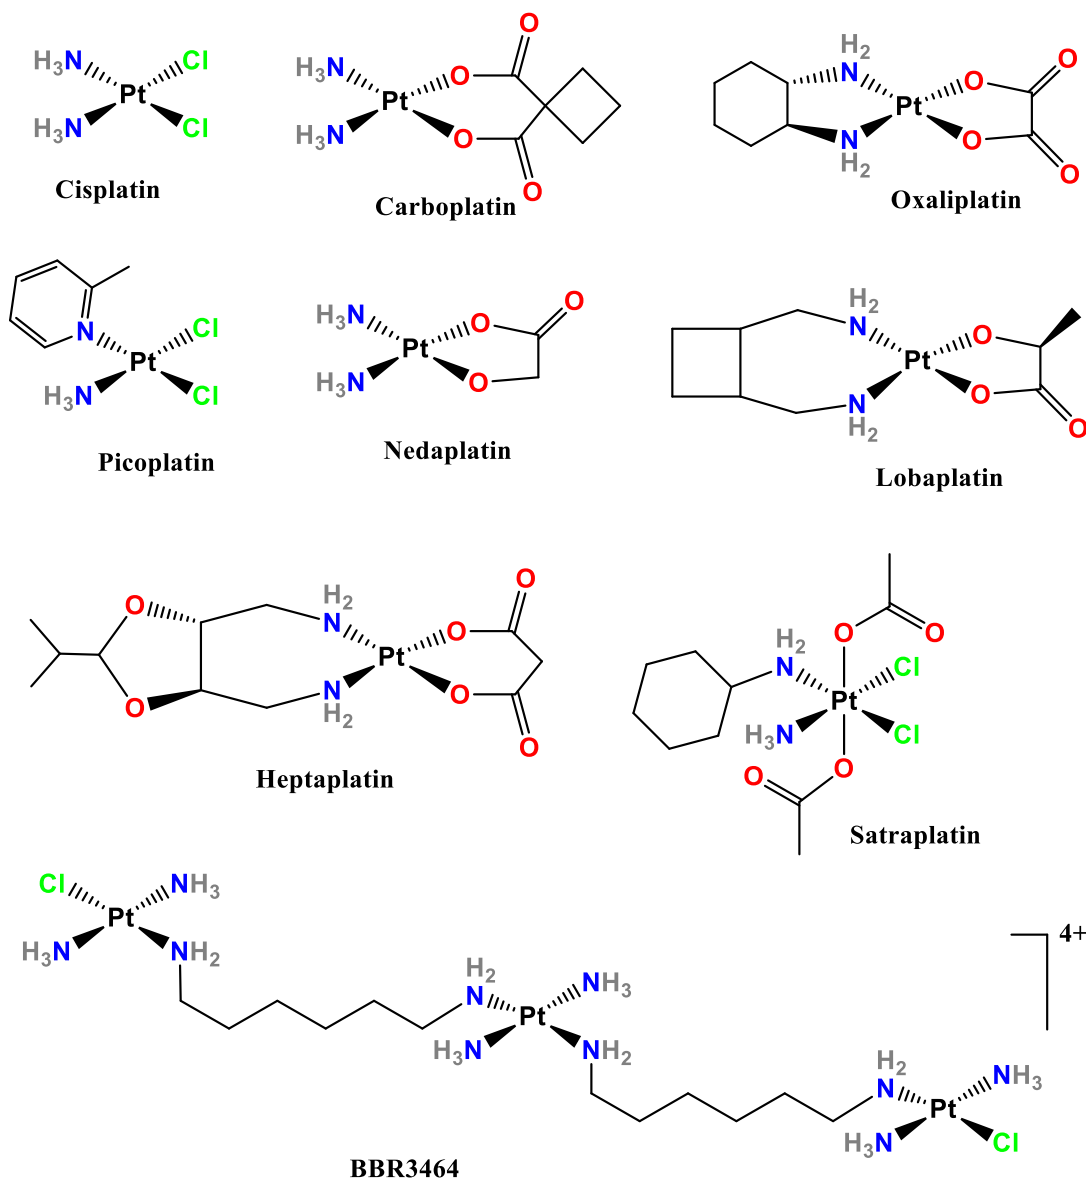 H₃N Cl
Pt
H₃N Cl
Cisplatin
O
H₃N O
Pt
H₃N O
O
Carboplatin
H₂
N O O
Pt
N O O
H₂
Oxaliplatin
N Cl
Pt
H₃N Cl
Picoplatin
O
H₃N O
Pt
H₃N O
Nedaplatin
H₂
N O
Pt
N O
H₂ O
Lobaplatin
O
H₂
O N O
Pt
O N O
H₂
O
Heptaplatin
O O
H₂
N Cl
Pt
H₃N Cl
O O
Satraplatin
Cl NH₃
Pt
H₃N NH₂
H₂
N NH₃
Pt
H₃N NH₂
H₂
N NH₃
Pt
H₃N Cl
4+
BBR3464